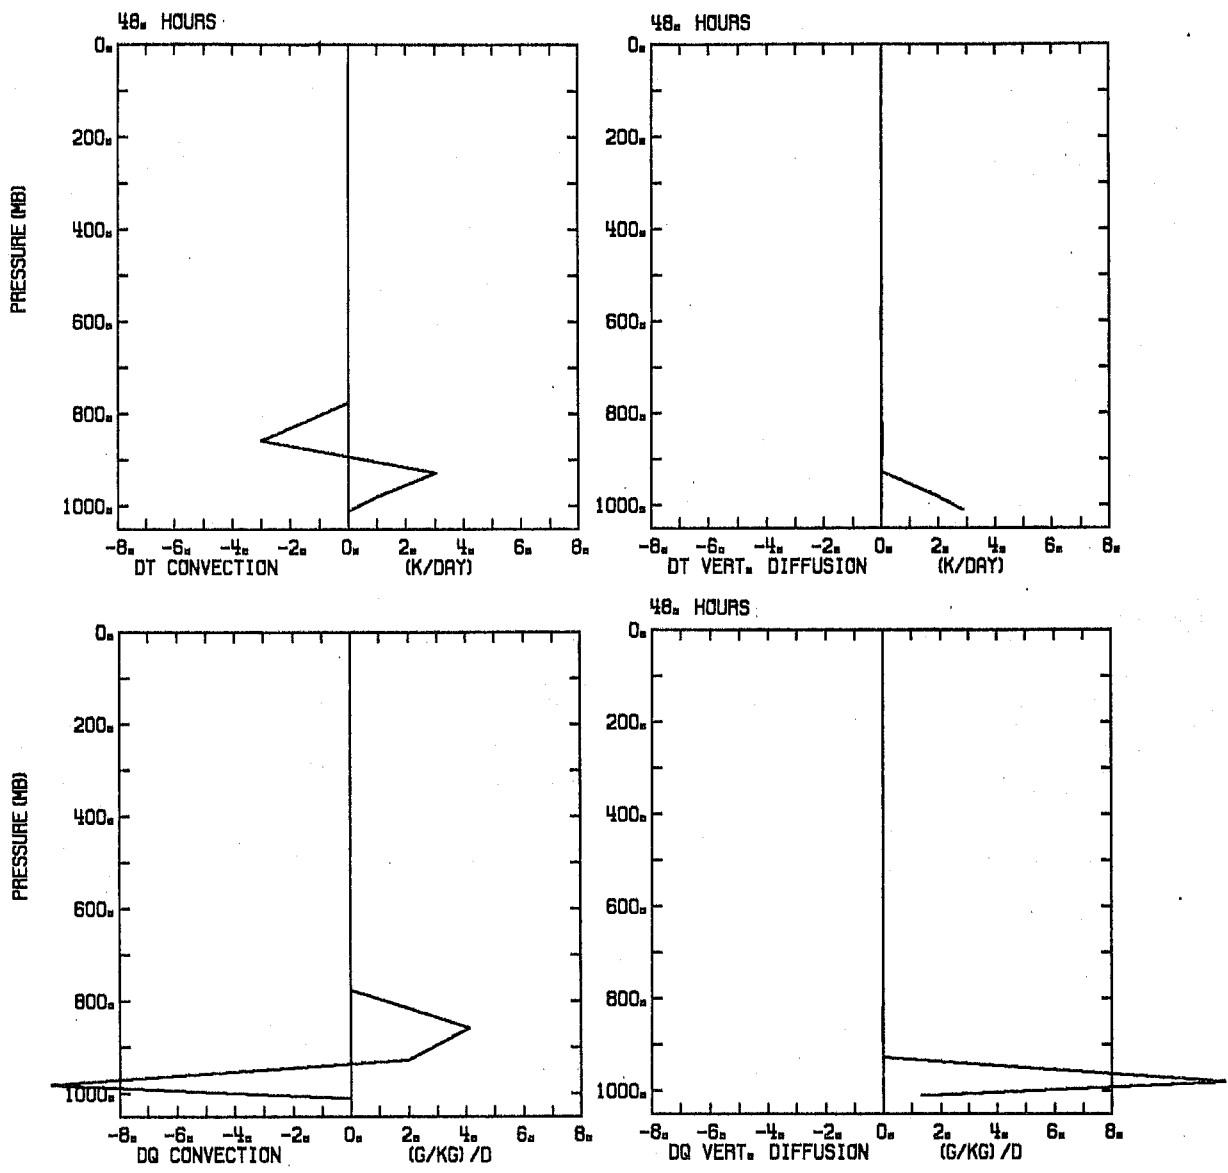 48. HOURS
0.
200.
400.
600.
800.
1000.
PRESSURE (MB)
-8. -6. -4. -2. 0. 2. 4. 6. 8.
DT CONVECTION (K/DAY)
48. HOURS
0.
200.
400.
600.
800.
1000.
-8. -6. -4. -2. 0. 2. 4. 6. 8.
DT VERT. DIFFUSION (K/DAY)
0.
200.
400.
600.
800.
1000.
PRESSURE (MB)
-8. -6. -4. -2. 0. 2. 4. 6. 8.
DQ CONVECTION (G/KG)/D
48. HOURS
0.
200.
400.
600.
800.
1000.
-8. -6. -4. -2. 0. 2. 4. 6. 8.
DQ VERT. DIFFUSION (G/KG)/D